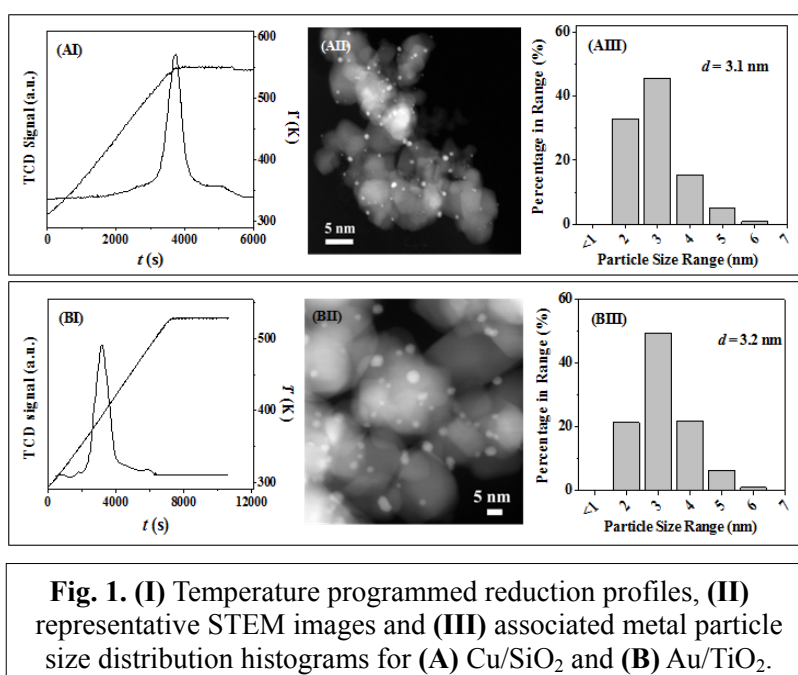 (AI)
TCD Signal (a.u.)
T (K)
600
550
500
450
400
350
300
0 2000 4000 6000
t (s)
(AII)
5 nm
(AIII)
d = 3.1 nm
Percentage in Range (%)
60
40
20
0
<1 2 3 4 5 6 7
Particle Size Range (nm)
(BI)
TCD signal (a.u.)
T (K)
500
400
300
0 4000 8000 12000
t (s)
(BII)
5 nm
(BIII)
d = 3.2 nm
Percentage in Range (%)
60
40
20
0
<1 2 3 4 5 6 7
Particle Size Range (nm)
Fig. 1. (I) Temperature programmed reduction profiles, (II)
representative STEM images and (III) associated metal particle
size distribution histograms for (A) Cu/SiO₂ and (B) Au/TiO₂.